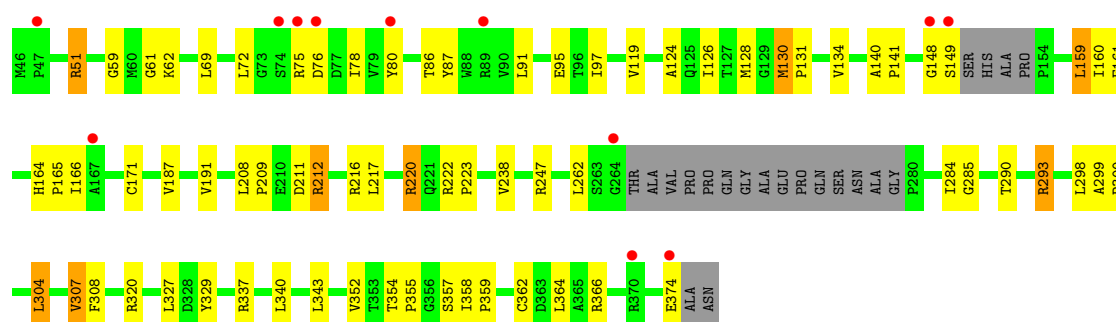 M46 P47 R51 G59 M60 G61 K62 L69 L72 G73 S74 R75 D76 D77 I78 V79 Y80 T86 Y87 W88 R89 V90 L91 E95 T96 I97 V119 A124 Q125 I126 T127 M128 G129 M130 P131 V134 A140 P141 G148 S149 SER HIS ALA PRO P154 L159 I160
H164 P165 I166 A167 C171 V187 V191 L208 P209 E210 D211 R212 R216 L217 R220 Q221 R222 P223 V238 R247 L262 S263 G264 THR ALA VAL PRO PRO GLN GLY ALA GLU PRO GLN SER ASN ALA GLY P280 I284 G285 T290 R293 L298 A299
L304 V307 F308 R320 L327 D328 Y329 R337 L340 L343 V352 T353 T354 P355 G356 S357 I358 P359 C362 D363 L364 A365 R366 R370 E374 ALA ASN